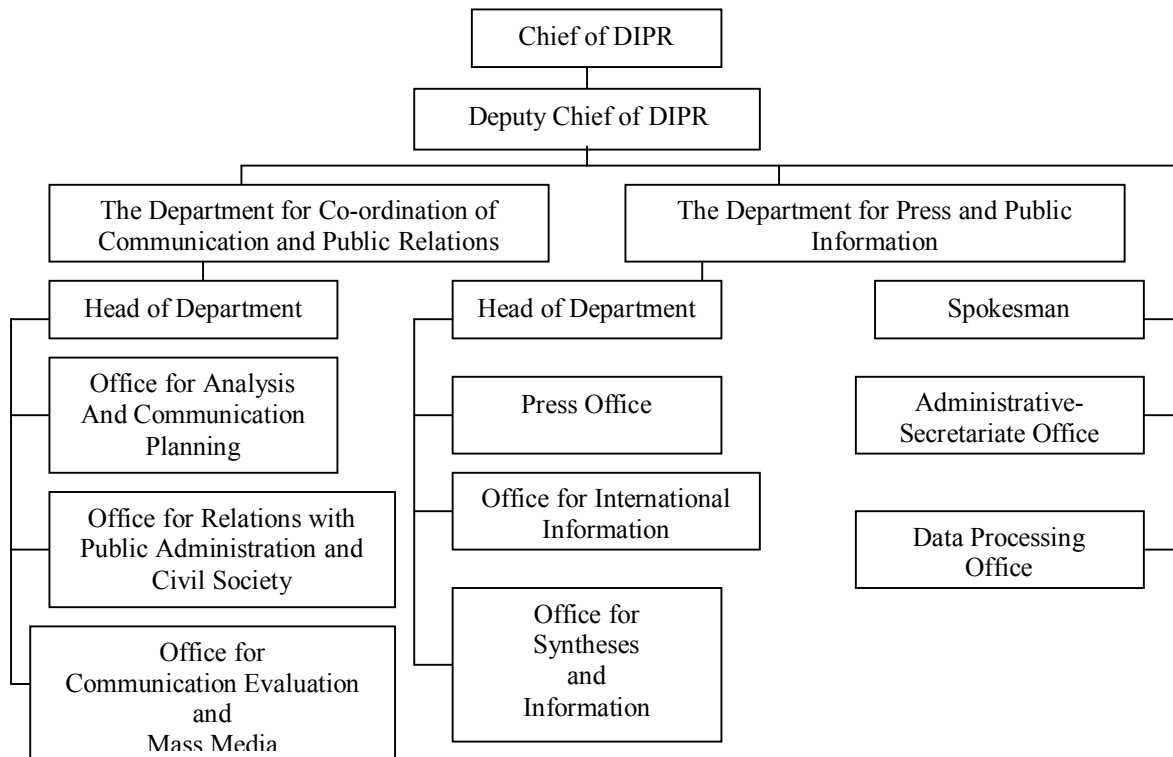 Chief of DIPR
Deputy Chief of DIPR
The Department for Co-ordination of
Communication and Public Relations
The Department for Press and Public
Information
Head of Department
Head of Department
Spokesman
Office for Analysis
And Communication
Planning
Press Office
Administrative-
Secretariate Office
Office for Relations with
Public Administration and
Civil Society
Office for International
Information
Data Processing
Office
Office for
Communication Evaluation
and
Mass Media
Office for
Syntheses
and
Information